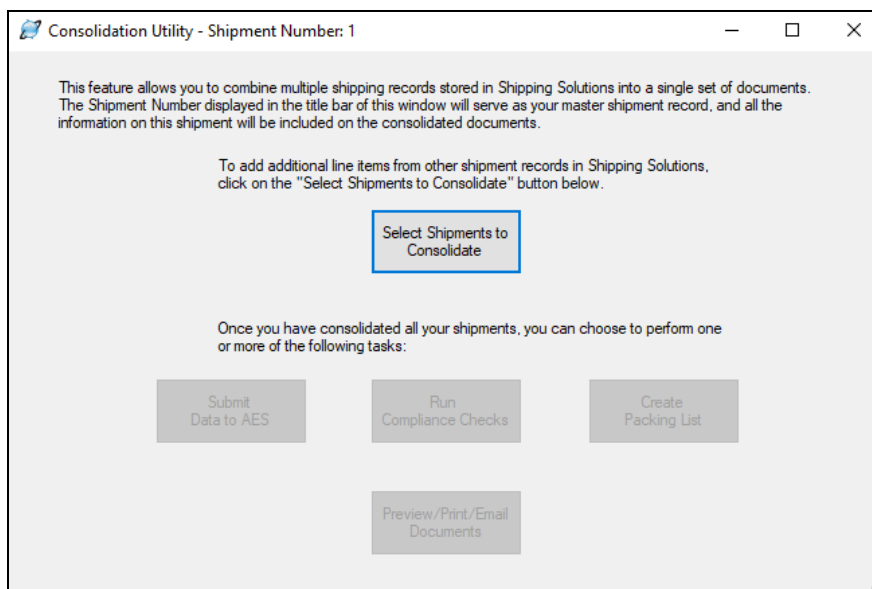 Consolidation Utility - Shipment Number: 1
This feature allows you to combine multiple shipping records stored in Shipping Solutions into a single set of documents.
The Shipment Number displayed in the title bar of this window will serve as your master shipment record, and all the
information on this shipment will be included on the consolidated documents.
To add additional line items from other shipment records in Shipping Solutions,
click on the "Select Shipments to Consolidate" button below.
Select Shipments to
Consolidate
Once you have consolidated all your shipments, you can choose to perform one
or more of the following tasks:
Submit
Data to AES
Run
Compliance Checks
Create
Packing List
Preview/Print/Email
Documents